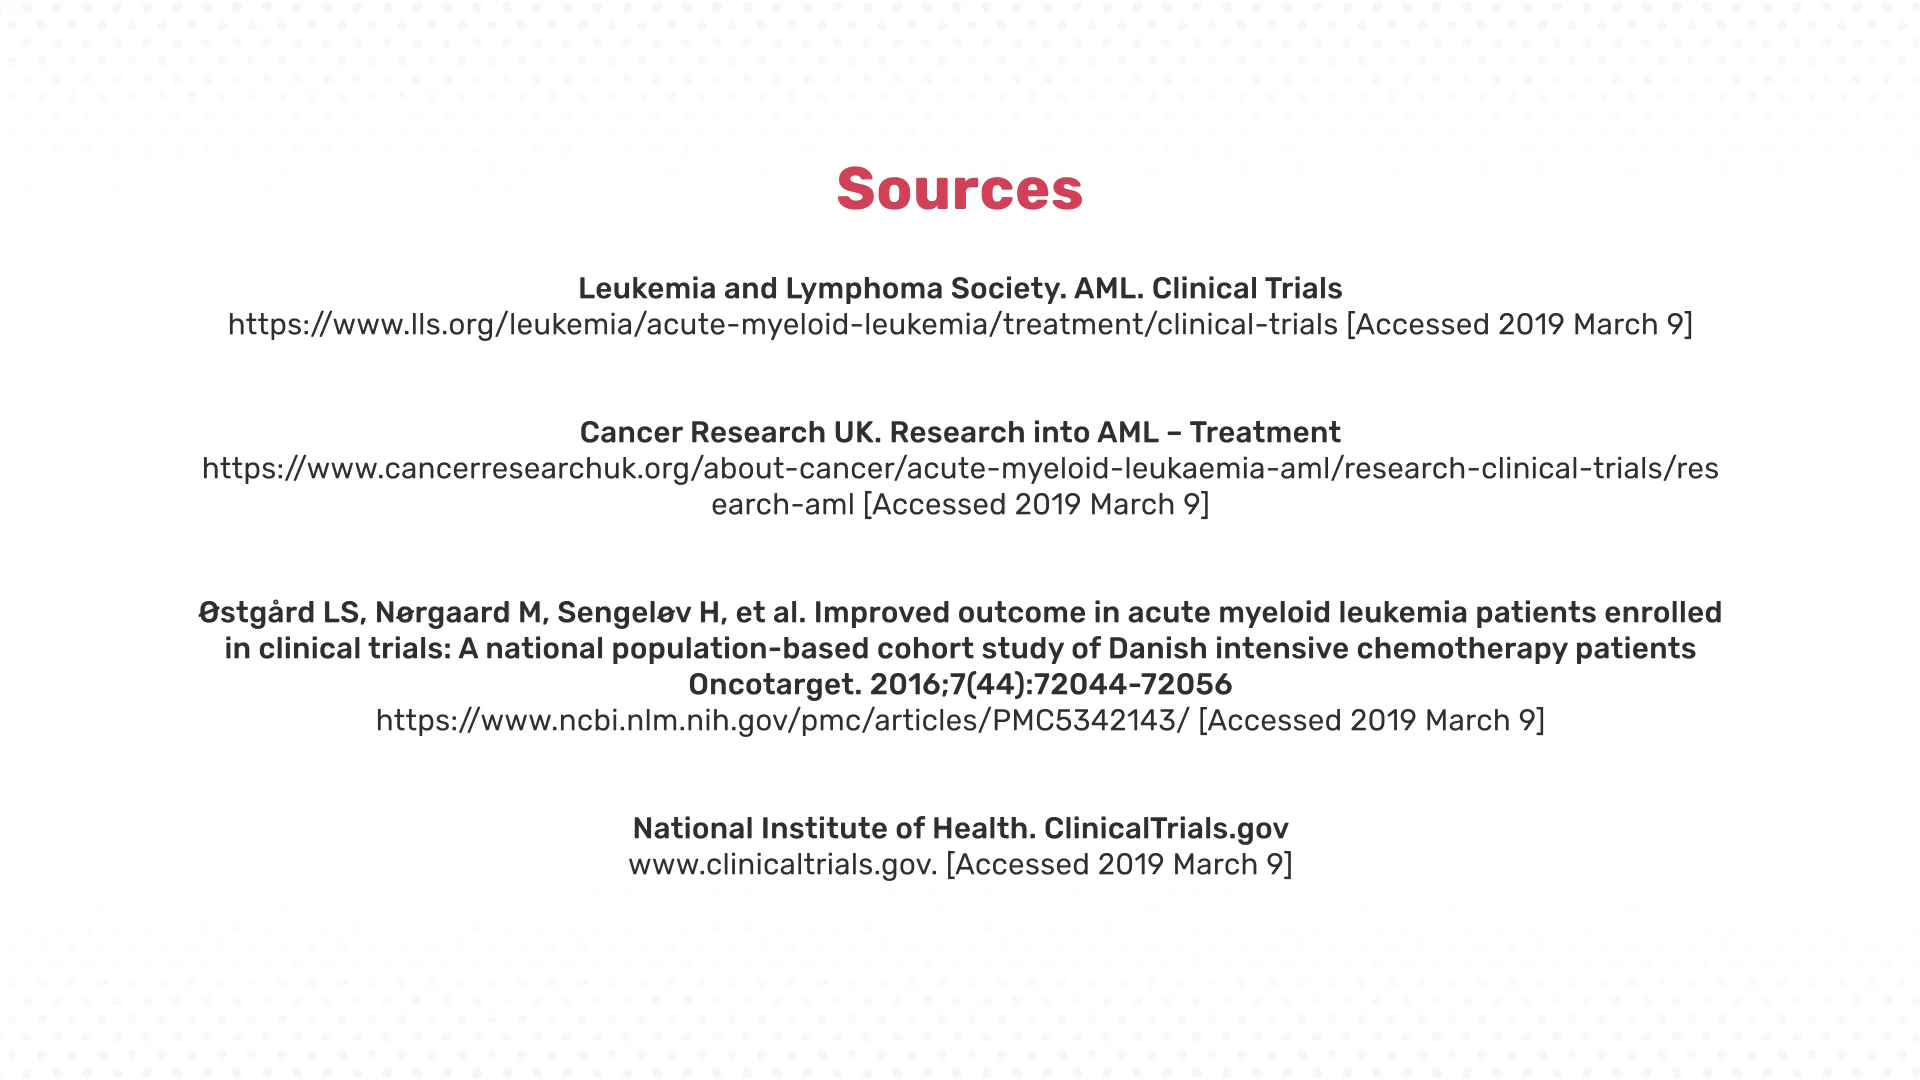 Sources
Leukemia and Lymphoma Society. AML. Clinical Trials
https://www.lls.org/leukemia/acute-myeloid-leukemia/treatment/clinical-trials [Accessed 2019 March 9]
Cancer Research UK. Research into AML – Treatment
https://www.cancerresearchuk.org/about-cancer/acute-myeloid-leukaemia-aml/research-clinical-trials/res
earch-aml [Accessed 2019 March 9]
Østgård LS, Nørgaard M, Sengeløv H, et al. Improved outcome in acute myeloid leukemia patients enrolled
in clinical trials: A national population-based cohort study of Danish intensive chemotherapy patients
Oncotarget. 2016;7(44):72044-72056
https://www.ncbi.nlm.nih.gov/pmc/articles/PMC5342143/ [Accessed 2019 March 9]
National Institute of Health. ClinicalTrials.gov
www.clinicaltrials.gov. [Accessed 2019 March 9]